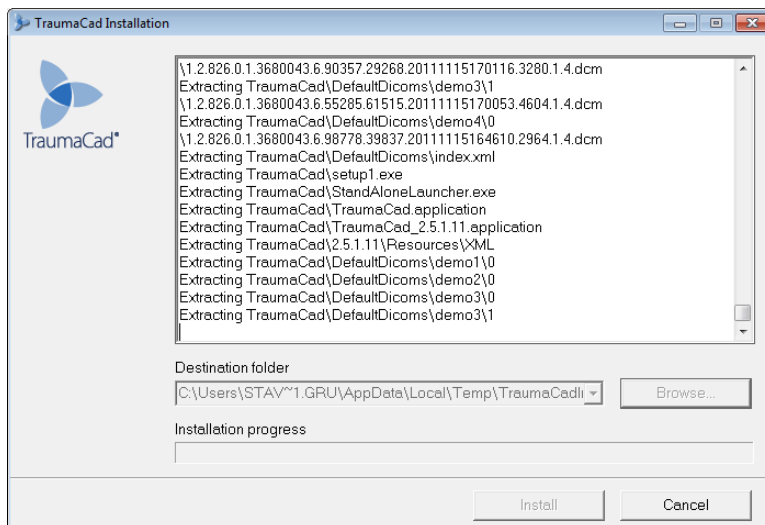 TraumaCad Installation
TraumaCad®
\1.2.826.0.1.3680043.6.90357.29268.20111115170116.3280.1.4.dcm
Extracting TraumaCad\DefaultDicoms\demo3\1
\1.2.826.0.1.3680043.6.55285.61515.20111115170053.4604.1.4.dcm
Extracting TraumaCad\DefaultDicoms\demo4\0
\1.2.826.0.1.3680043.6.98778.39837.20111115164610.2964.1.4.dcm
Extracting TraumaCad\DefaultDicoms\index.xml
Extracting TraumaCad\setup1.exe
Extracting TraumaCad\StandAloneLauncher.exe
Extracting TraumaCad\TraumaCad.application
Extracting TraumaCad\TraumaCad_2.5.1.11.application
Extracting TraumaCad\2.5.1.11\Resources\XML
Extracting TraumaCad\DefaultDicoms\demo1\0
Extracting TraumaCad\DefaultDicoms\demo2\0
Extracting TraumaCad\DefaultDicoms\demo3\0
Extracting TraumaCad\DefaultDicoms\demo3\1
Destination folder
C:\Users\STAV~1.GRU\AppData\Local\Temp\TraumaCadI
Browse...
Installation progress
Install
Cancel